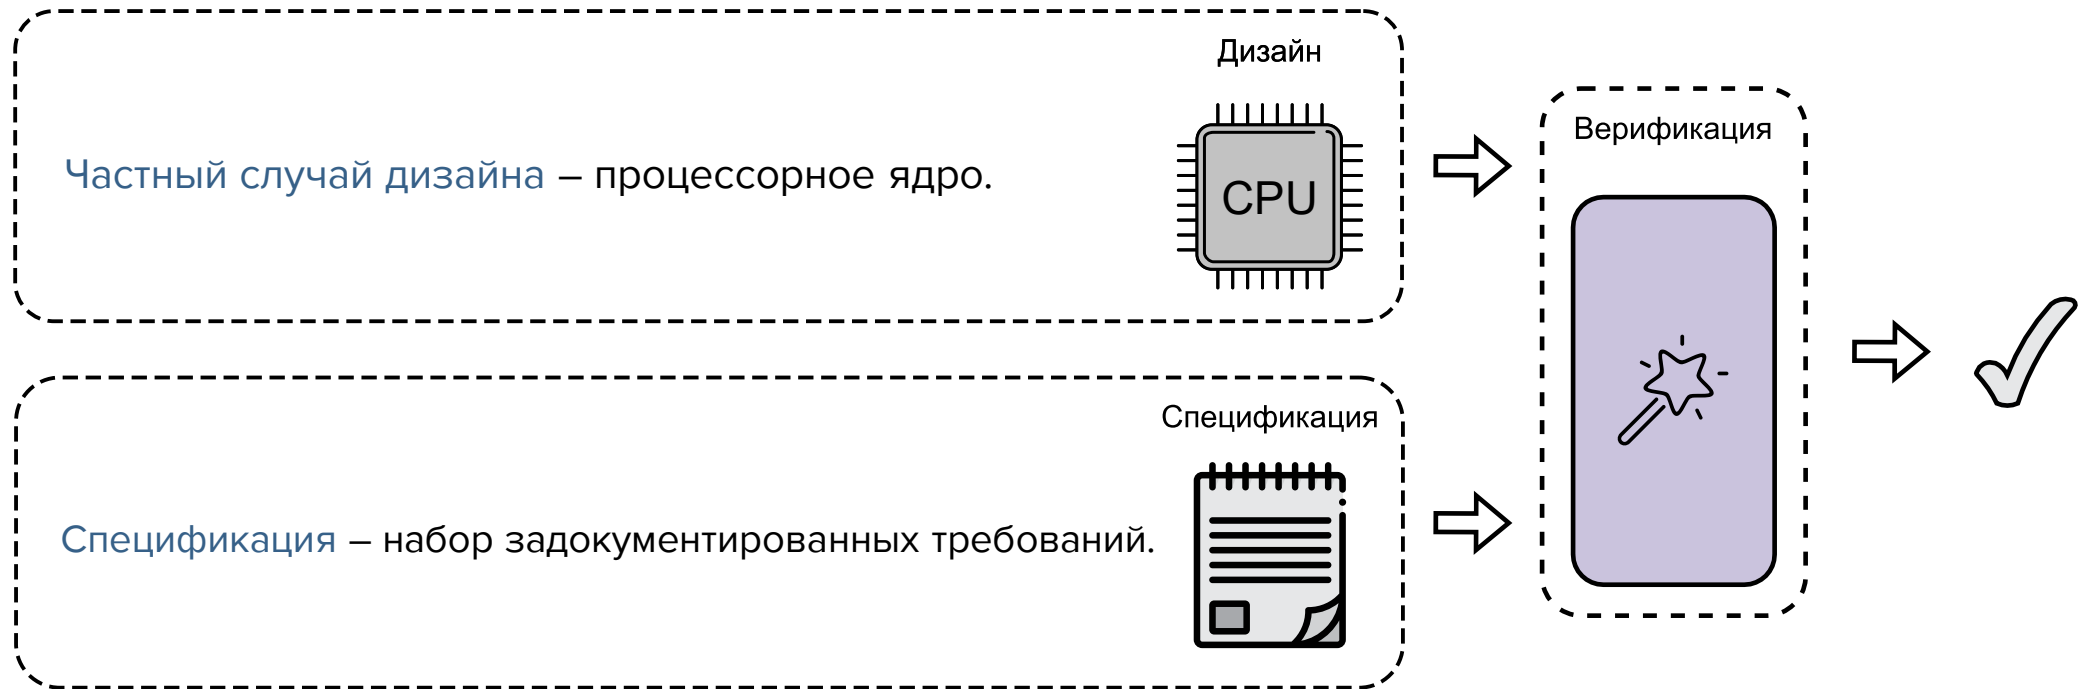 Дизайн
Частный случай дизайна – процессорное ядро.
CPU
Спецификация
Спецификация – набор задокументированных требований.
Верификация